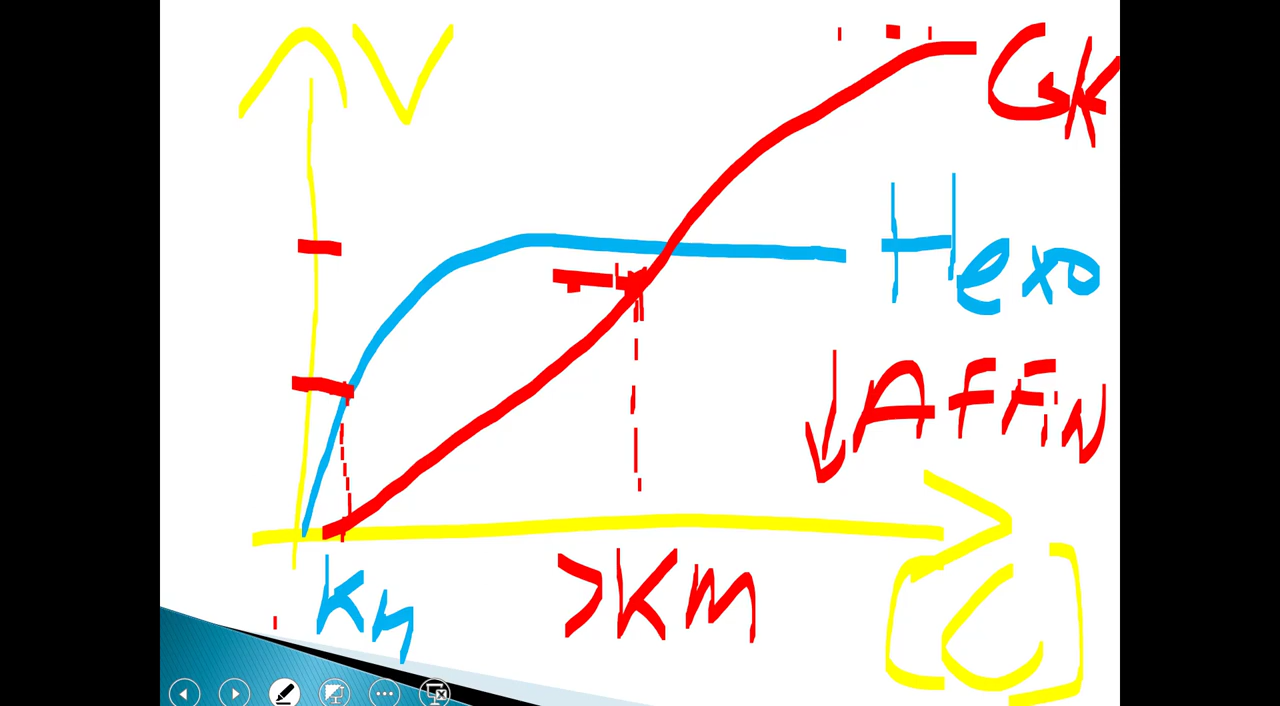 V
GK
Hexo
↓ AFFiN
Km
>KM
[G]